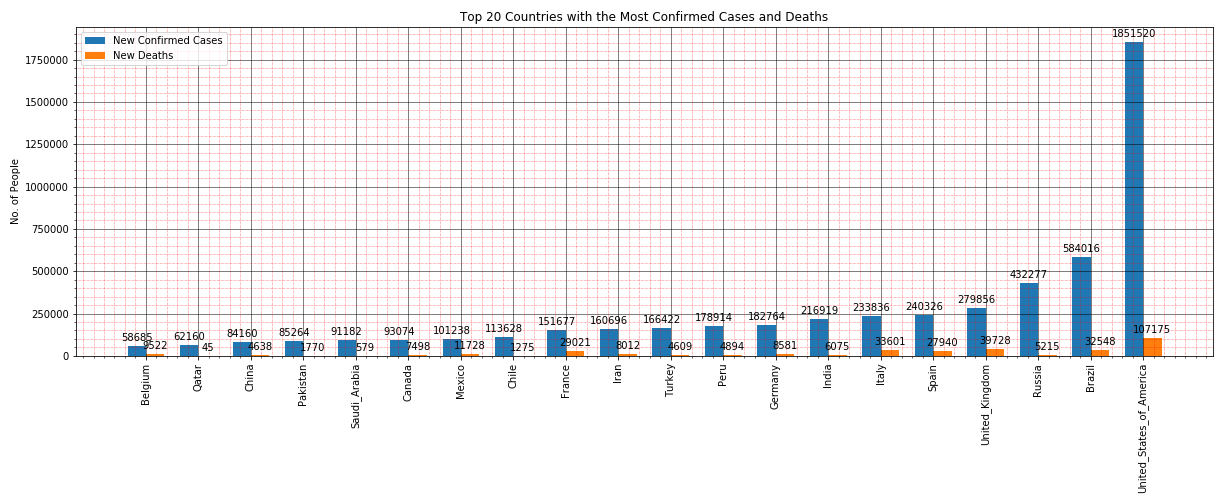 Top 20 Countries with the Most Confirmed Cases and Deaths
New Confirmed Cases
New Deaths
No. of People
1750000
1500000
1250000
1000000
750000
500000
250000
0
58685
9522
62160
45
84160
4638
85264
1770
91182
579
93074
7498
101238
11728
113628
1275
151677
29021
160696
8012
166422
4609
178914
4894
182764
8581
216919
6075
233836
33601
240326
27940
279856
39728
432277
5215
584016
32548
1851520
107175
Belgium
Qatar
China
Pakistan
Saudi_Arabia
Canada
Mexico
Chile
France
Iran
Turkey
Peru
Germany
India
Italy
Spain
United_Kingdom
Russia
Brazil
United_States_of_America